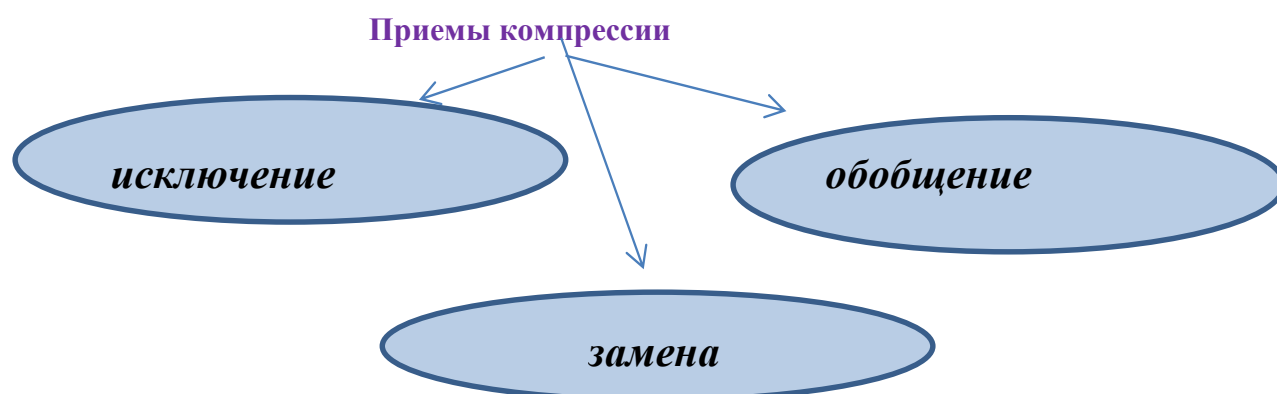 Приемы компрессии
исключение
обобщение
замена